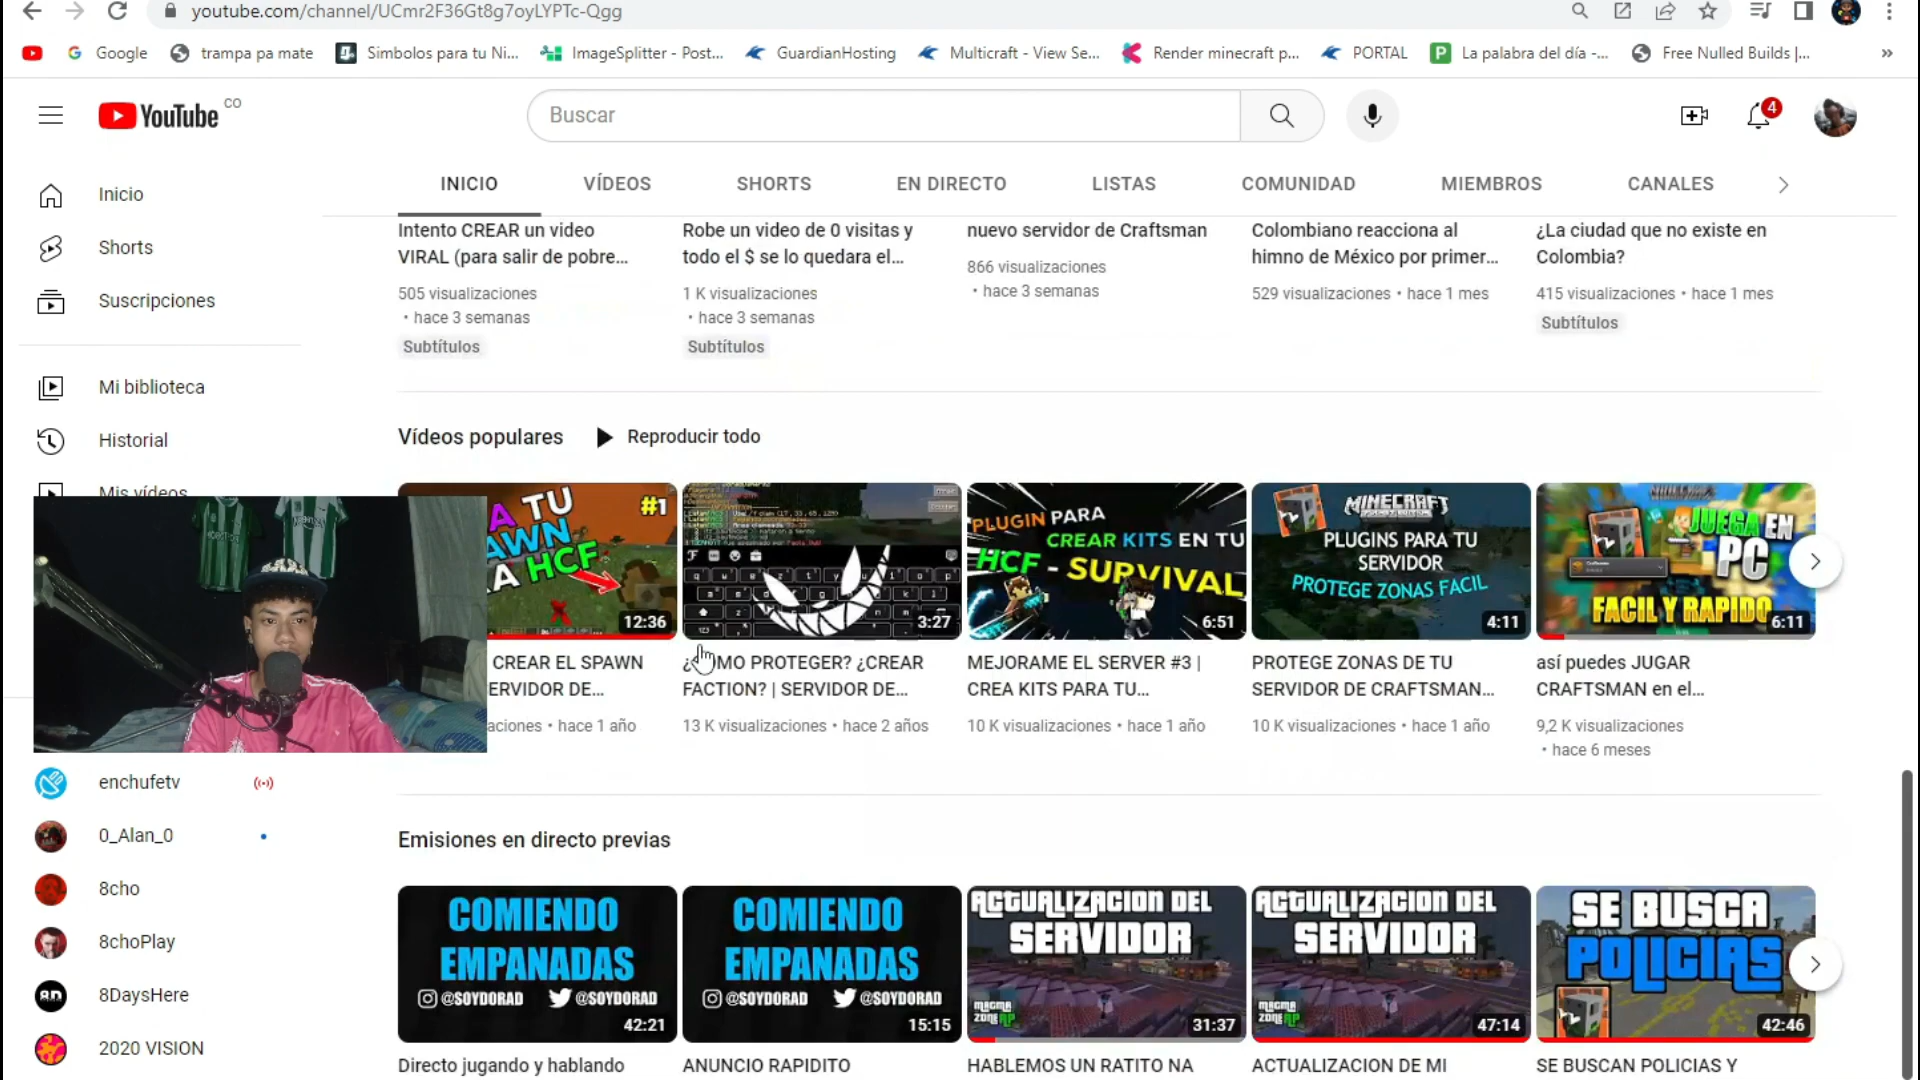 youtube.com/channel/UCmr2F36Gt8g7oyLYPTc-Qgg
Google
trampa pa mate
Simbolos para tu Ni...
ImageSplitter - Post...
GuardianHosting
Multicraft - View Se...
Render minecraft p...
PORTAL
La palabra del día -...
Free Nulled Builds |...
»
YouTube CO
Buscar
4
Inicio
Shorts
Suscripciones
Mi biblioteca
Historial
Mis vídeos
enchufetv
0_Alan_0
8cho
8choPlay
8DaysHere
2020 VISION
INICIO
VÍDEOS
SHORTS
EN DIRECTO
LISTAS
COMUNIDAD
MIEMBROS
CANALES
Intento CREAR un video
VIRAL (para salir de pobre...
505 visualizaciones
• hace 3 semanas
Subtítulos
Robe un video de 0 visitas y
todo el $ se lo quedara el...
1 K visualizaciones
• hace 3 semanas
Subtítulos
nuevo servidor de Craftsman
866 visualizaciones
• hace 3 semanas
Colombiano reacciona al
himno de México por primer...
529 visualizaciones • hace 1 mes
¿La ciudad que no existe en
Colombia?
415 visualizaciones • hace 1 mes
Subtítulos
Vídeos populares
Reproducir todo
A TU
AWN
A HCF
#1
12:36
CREAR EL SPAWN
ERVIDOR DE...
aciones • hace 1 año
3:27
¿COMO PROTEGER? ¿CREAR
FACTION? | SERVIDOR DE...
13 K visualizaciones • hace 2 años
PLUGIN PARA
CREAR KITS EN TU
HCF - SURVIVAL
6:51
MEJORAME EL SERVER #3 |
CREA KITS PARA TU...
10 K visualizaciones • hace 1 año
MINECRAFT
PLUGINS PARA TU
SERVIDOR
PROTEGE ZONAS FACIL
4:11
PROTEGE ZONAS DE TU
SERVIDOR DE CRAFTSMAN...
10 K visualizaciones • hace 1 año
JUEGA EN
PC
FACIL Y RAPIDO
6:11
así puedes JUGAR
CRAFTSMAN en el...
9,2 K visualizaciones
• hace 6 meses
Emisiones en directo previas
COMIENDO
EMPANADAS
@SOYDORAD @SOYDORAD
42:21
Directo jugando y hablando
COMIENDO
EMPANADAS
@SOYDORAD @SOYDORAD
15:15
ANUNCIO RAPIDITO
ACTUALIZACION DEL
SERVIDOR
MAGMA
ZONE RP
31:37
HABLEMOS UN RATITO NA
ACTUALIZACION DEL
SERVIDOR
MAGMA
ZONE RP
47:14
ACTUALIZACION DE MI
SE BUSCA
POLICIAS
42:46
SE BUSCAN POLICIAS Y